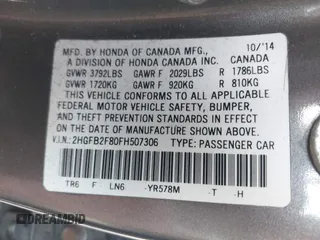 MFD. BY HONDA OF CANADA MFG., 10/'14
A DIVISION OF HONDA CANADA INC. CANADA
GVWR 3792LBS GAWR F 2029LBS R 1786LBS
GVWR 1720KG GAWR F 920KG R 810KG
THIS VEHICLE CONFORMS TO ALL APPLICABLE
FEDERAL MOTOR VEHICLE SAFETY, BUMPER,
AND THEFT PREVENTION STANDARDS IN EFFECT
ON THE DATE OF MANUFACTURE SHOWN ABOVE.
V.I.N.:2HGFB2F80FH507306 TYPE:PASSENGER CAR
TR6 F LN6 -YR578M -T -H
DREAMBID